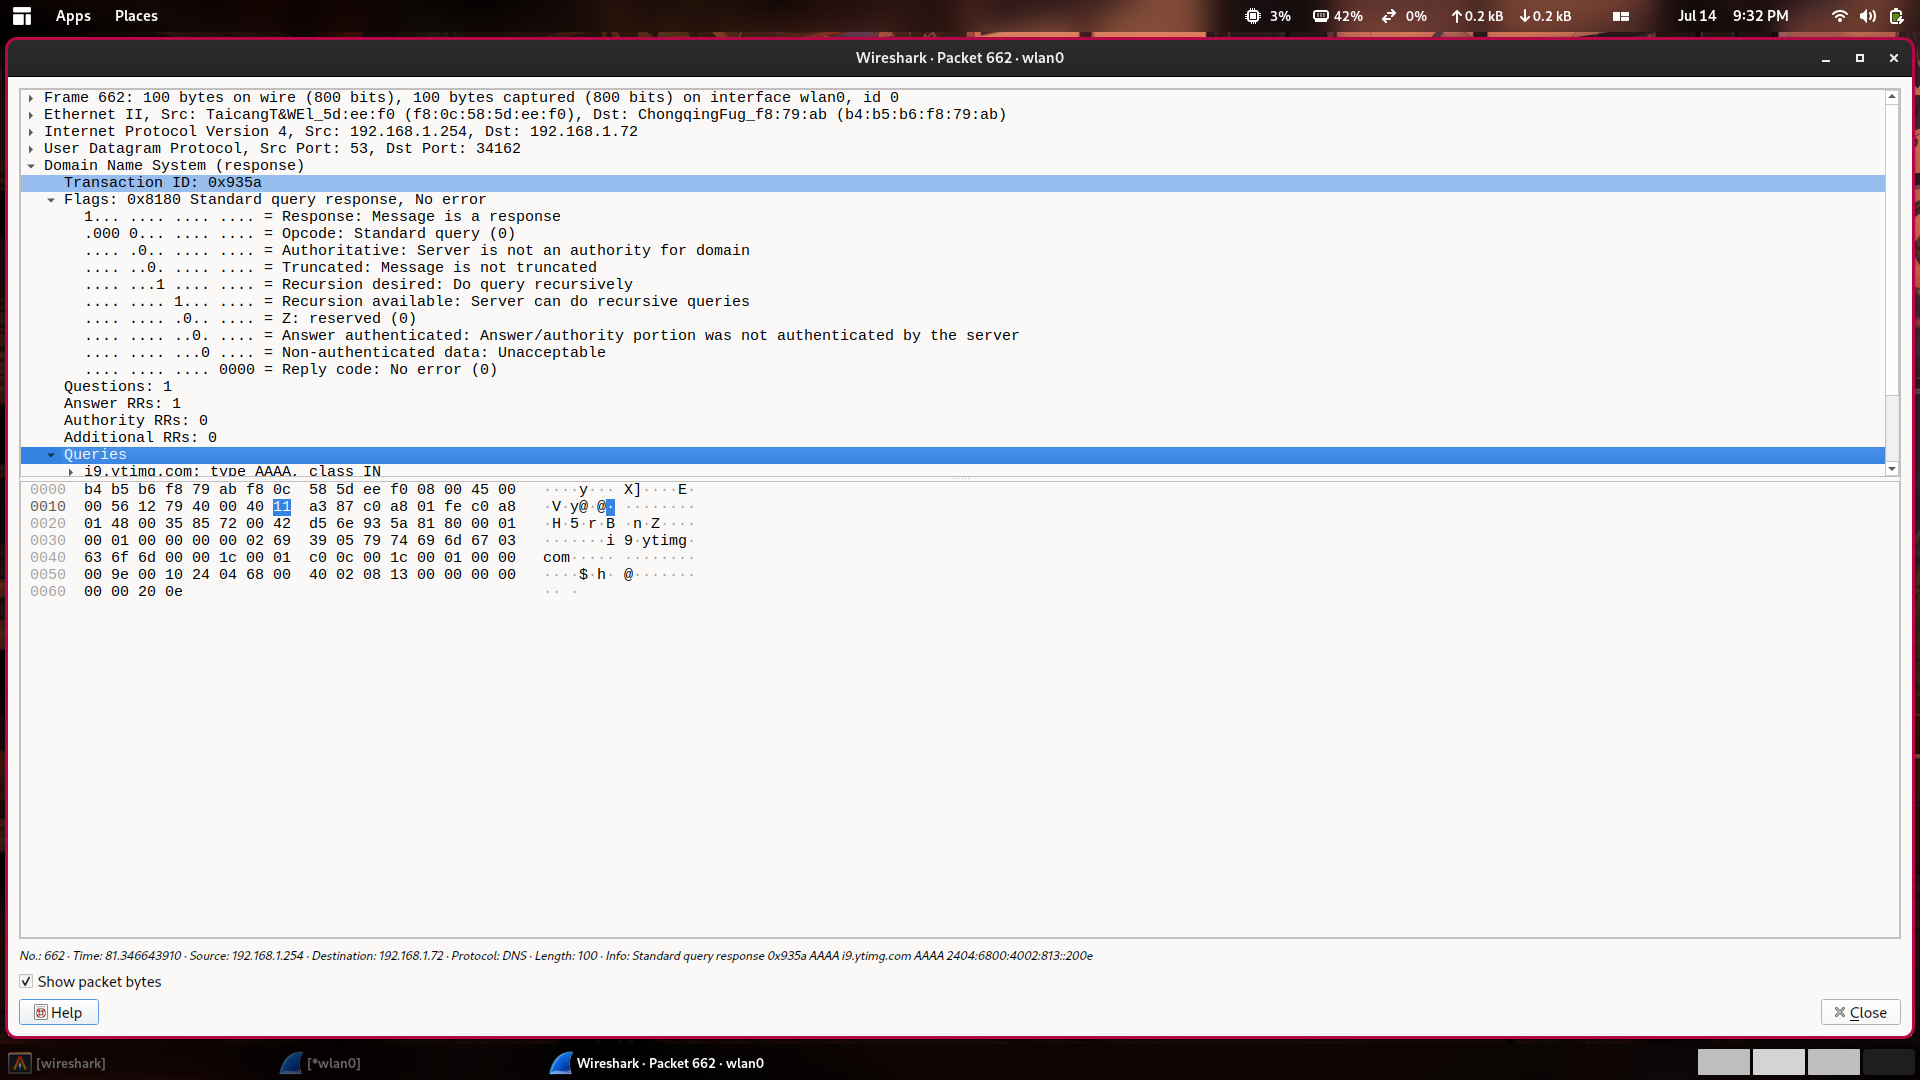 Apps Places 3% 42% 0% 0.2 kB 0.2 kB Jul 14 9:32 PM
Wireshark · Packet 662 · wlan0
Frame 662: 100 bytes on wire (800 bits), 100 bytes captured (800 bits) on interface wlan0, id 0
Ethernet II, Src: TaicangT&WEl_5d:ee:f0 (f8:0c:58:5d:ee:f0), Dst: ChongqingFug_f8:79:ab (b4:b5:b6:f8:79:ab)
Internet Protocol Version 4, Src: 192.168.1.254, Dst: 192.168.1.72
User Datagram Protocol, Src Port: 53, Dst Port: 34162
Domain Name System (response)
Transaction ID: 0x935a
Flags: 0x8180 Standard query response, No error
1... .... .... .... = Response: Message is a response
.000 0... .... .... = Opcode: Standard query (0)
.... .0.. .... .... = Authoritative: Server is not an authority for domain
.... ..0. .... .... = Truncated: Message is not truncated
.... ...1 .... .... = Recursion desired: Do query recursively
.... .... 1... .... = Recursion available: Server can do recursive queries
.... .... .0.. .... = Z: reserved (0)
.... .... ..0. .... = Answer authenticated: Answer/authority portion was not authenticated by the server
.... .... ...0 .... = Non-authenticated data: Unacceptable
.... .... .... 0000 = Reply code: No error (0)
Questions: 1
Answer RRs: 1
Authority RRs: 0
Additional RRs: 0
Queries
i9.ytimg.com: type AAAA, class IN
0000 b4 b5 b6 f8 79 ab f8 0c 58 5d ee f0 08 00 45 00 ····y··· X]····E·
0010 00 56 12 79 40 00 40 11 a3 87 c0 a8 01 fe c0 a8 ·V·y@·@· ········
0020 01 48 00 35 85 72 00 42 d5 6e 93 5a 81 80 00 01 ·H·5·r·B ·n·Z····
0030 00 01 00 00 00 00 02 69 39 05 79 74 69 6d 67 03 ·······i 9·ytimg·
0040 63 6f 6d 00 00 1c 00 01 c0 0c 00 1c 00 01 00 00 com····· ········
0050 00 9e 00 10 24 04 68 00 40 02 08 13 00 00 00 00 ····$·h· @·······
0060 00 00 20 0e ·· ·
No.: 662 · Time: 81.346643910 · Source: 192.168.1.254 · Destination: 192.168.1.72 · Protocol: DNS · Length: 100 · Info: Standard query response 0x935a AAAA i9.ytimg.com AAAA 2404:6800:4002:813::200e
Show packet bytes
Help Close
[wireshark] [*wlan0] Wireshark · Packet 662 · wlan0